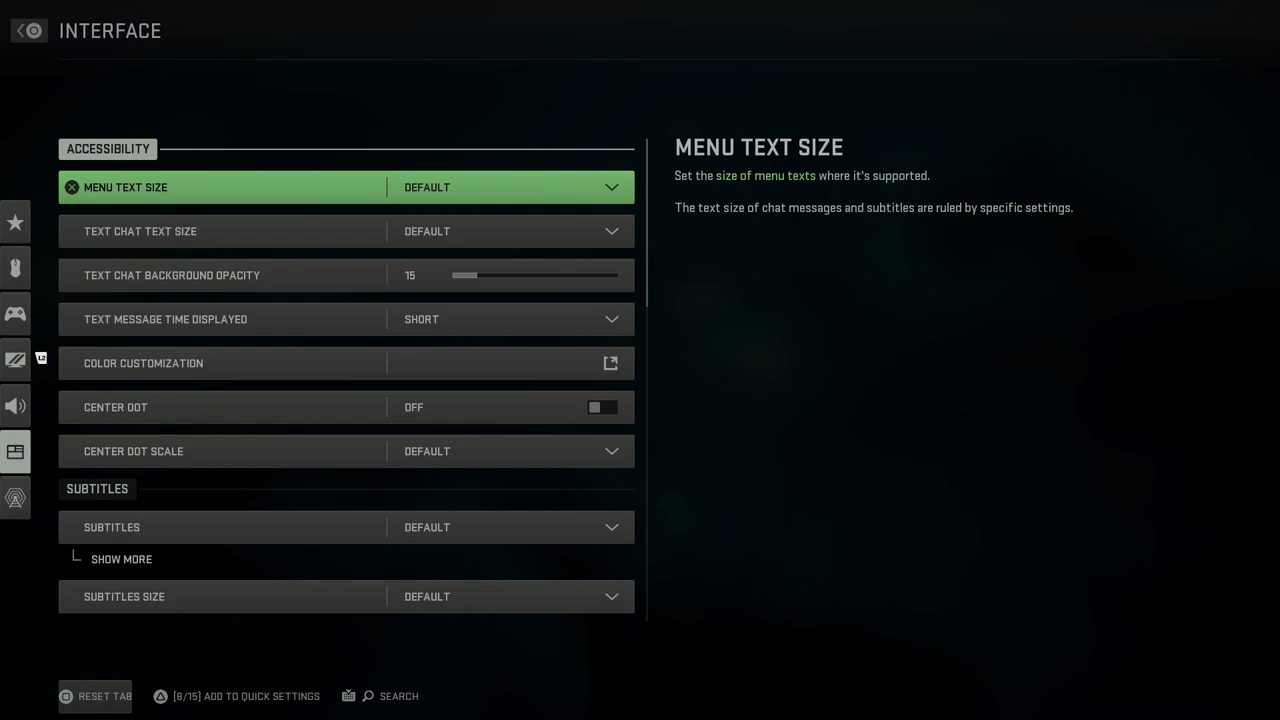 INTERFACE
ACCESSIBILITY
MENU TEXT SIZE DEFAULT
TEXT CHAT TEXT SIZE DEFAULT
TEXT CHAT BACKGROUND OPACITY 15
TEXT MESSAGE TIME DISPLAYED SHORT
COLOR CUSTOMIZATION
L2
CENTER DOT OFF
CENTER DOT SCALE DEFAULT
SUBTITLES
SUBTITLES DEFAULT
SHOW MORE
SUBTITLES SIZE DEFAULT
MENU TEXT SIZE
Set the size of menu texts where it's supported.
The text size of chat messages and subtitles are ruled by specific settings.
RESET TAB [8/15] ADD TO QUICK SETTINGS SEARCH